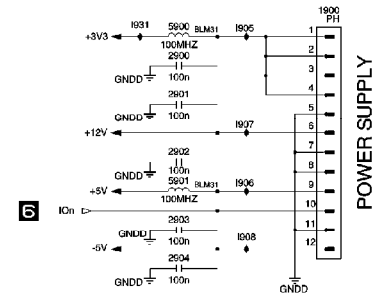 1900
PH
+3V3 I931 5900 BLM31 I905 1
100MHZ
2900 2
GNDD 100n 3
2901 4
GNDD 100n 5
+12V I907 6
7
2902
GNDD 100n 8
+5V 5901 BLM31 I906 9
100MHZ
6 IOn 10
2903
GNDD 100n 11
-5V I908 12
2904
GNDD 100n
GNDD
POWER SUPPLY